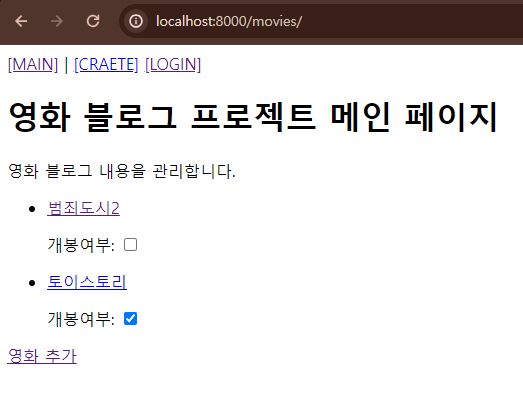 localhost:8000/movies/
[MAIN] | [CRAETE] [LOGIN]
영화 블로그 프로젝트 메인 페이지
영화 블로그 내용을 관리합니다.
범죄도시2
개봉여부:
토이스토리
개봉여부:
영화 추가